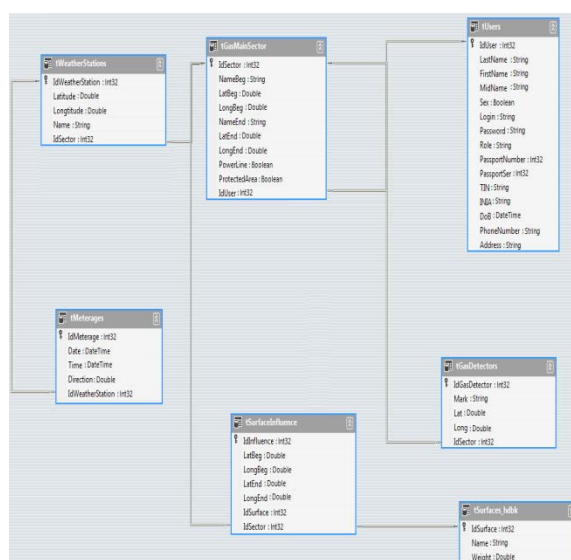 tWeatherStations
IdWeatherStation : Int32
Latitude : Double
Longtitude : Double
Name : String
IdSector : Int32
tGasMainSector
IdSector : Int32
NameBeg : String
LatBeg : Double
LongBeg : Double
NameEnd : String
LatEnd : Double
LongEnd : Double
PowerLine : Boolean
ProtectedArea : Boolean
IdUser : Int32
tUsers
IdUser : Int32
LastName : String
FirstName : String
MidName : String
Sex : Boolean
Login : String
Password : String
Role : String
PassportNumber : Int32
PassportSer : Int32
TIN : String
INIA : String
DoB : DateTime
PhoneNumber : String
Address : String
tMeterages
IdMeterage : Int32
Date : DateTime
Time : DateTime
Direction : Double
IdWeatherStation : Int32
tGasDetectors
IdGasDetector : Int32
Mark : String
Lat : Double
Long : Double
IdSector : Int32
tSurfaceInfluence
IdInfluence : Int32
LatBeg : Double
LongBeg : Double
LatEnd : Double
LongEnd : Double
IdSurface : Int32
IdSector : Int32
tSurfaces_hdbk
IdSurface : Int32
Name : String
Weight : Double